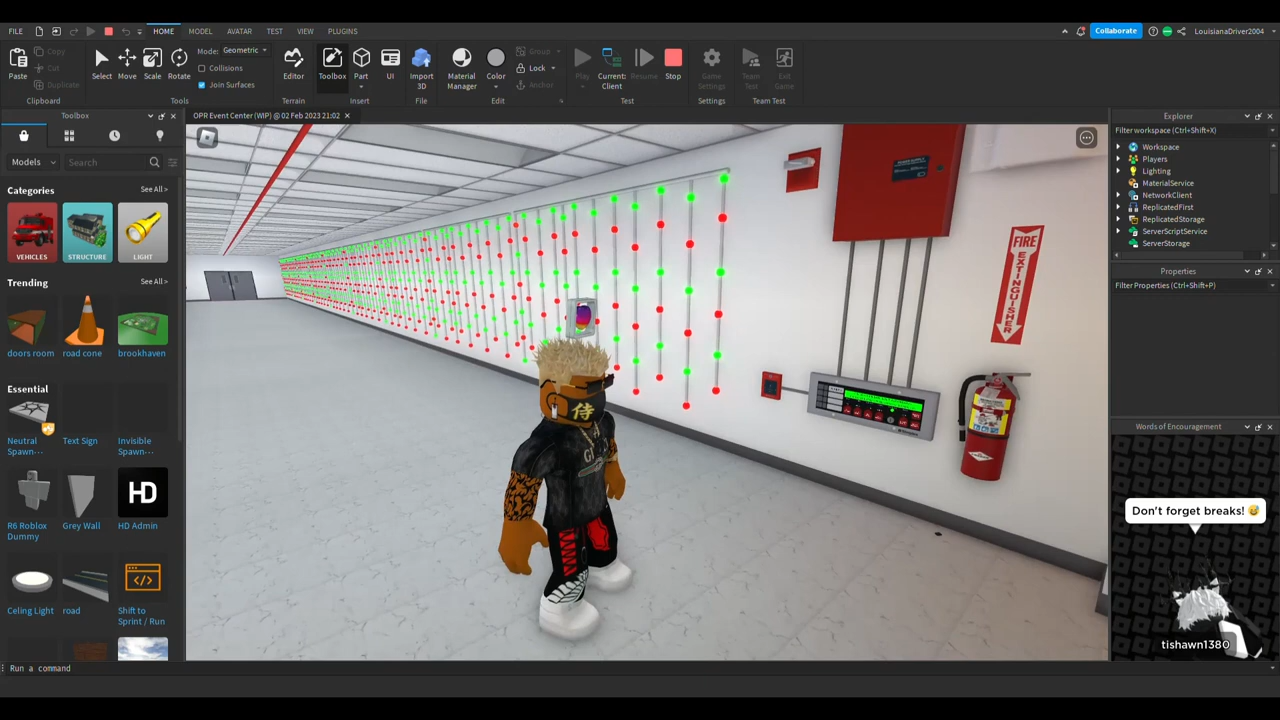 FILE
HOME
MODEL
AVATAR
TEST
VIEW
PLUGINS
Collaborate
LouisianaDriver2004
Paste
Copy
Cut
Duplicate
Clipboard
Select
Move
Scale
Rotate
Mode: Geometric
Collisions
Join Surfaces
Tools
Editor
Terrain
Toolbox
Part
UI
Insert
Import
3D
File
Material
Manager
Color
Group
Lock
Anchor
Edit
Play
Current:
Client
Resume
Stop
Test
Game
Settings
Settings
Team
Test
Exit
Game
Team Test
Toolbox
OPR Event Center (WIP) @ 02 Feb 2023 21:02
Models
Search
Categories
See All >
VEHICLES
STRUCTURE
LIGHT
Trending
See All >
doors room
road cone
brookhaven
Essential
See All >
Neutral
Spawn...
Text Sign
Invisible
Spawn...
HD
R6 Roblox
Dummy
Grey Wall
HD Admin
Celing Light
road
Shift to
Sprint / Run
侍
FIRE
EXTINGUISHER
Explorer
Filter workspace (Ctrl+Shift+X)
Workspace
Players
Lighting
MaterialService
NetworkClient
ReplicatedFirst
ReplicatedStorage
ServerScriptService
ServerStorage
Properties
Filter Properties (Ctrl+Shift+P)
Words of Encouragement
Don't forget breaks! 😅
tishawn1380
Run a command